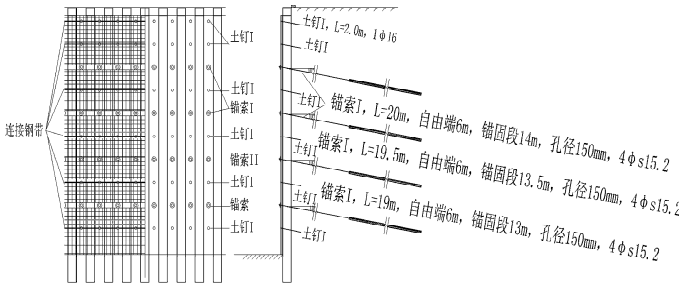 土钉I
土钉I
锚索I
土钉I
连接钢带
锚索II
土钉I
锚索
土钉I
土钉I, L=2.0m, 1φ16
土钉I
土钉I
锚索I, L=20m, 自由端6m, 锚固段14m, 孔径150mm, 4φs15.2
土钉I
锚索I, L=19.5m, 自由端6m, 锚固段13.5m, 孔径150mm, 4φs15.2
土钉I
土钉I
锚索I, L=19m, 自由端6m, 锚固段13m, 孔径150mm, 4φs15.2
土钉I